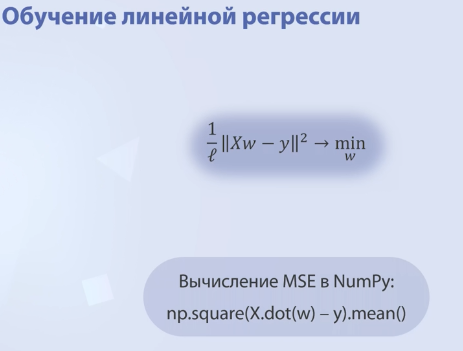 Обучение линейной регрессии
1/ℓ ‖Xw − y‖² → min
w
Вычисление MSE в NumPy:
np.square(X.dot(w) – y).mean()